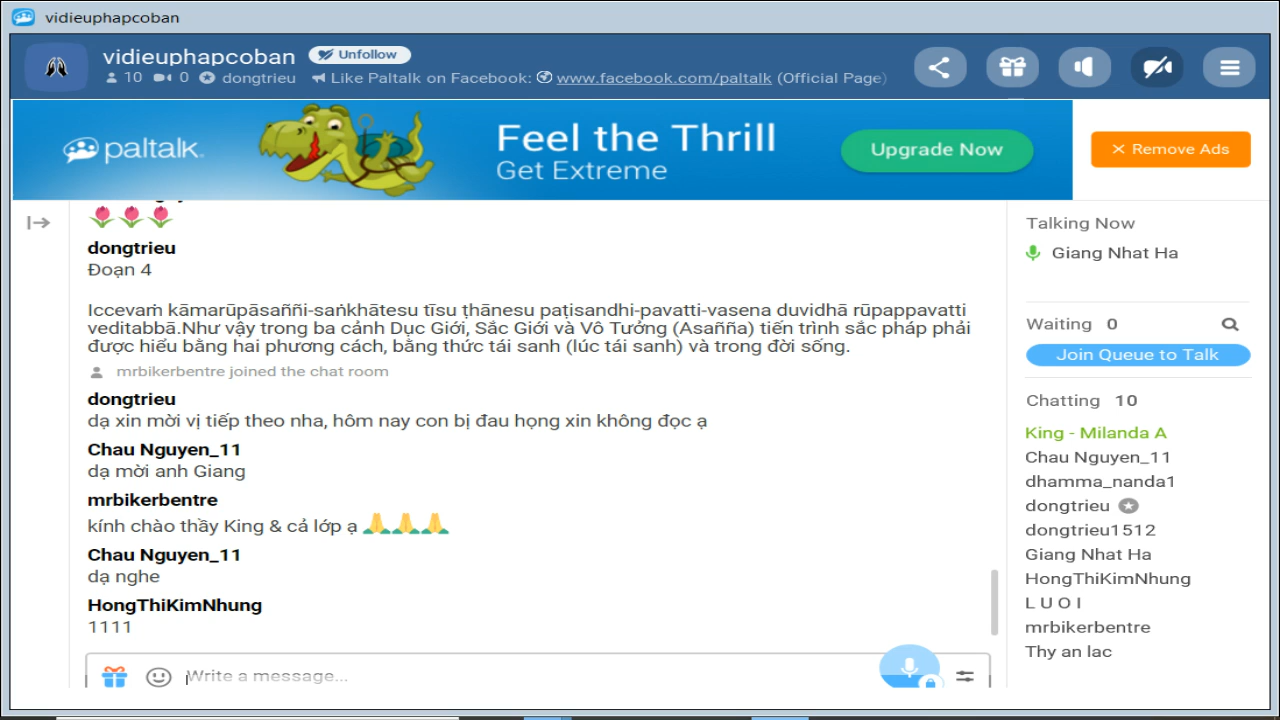 vidieuphapcoban
vidieuphapcoban Unfollow
10 0 dongtrieu Like Paltalk on Facebook: www.facebook.com/paltalk (Official Page)
paltalk.
Feel the Thrill
Get Extreme
Upgrade Now
× Remove Ads
dongtrieu
Đoạn 4
Iccevaṁ kāmarūpāsaññi-saṅkhātesu tīsu ṭhānesu paṭisandhi-pavatti-vasena duvidhā rūpappavatti
veditabbā.Như vậy trong ba cảnh Dục Giới, Sắc Giới và Vô Tưởng (Asañña) tiến trình sắc pháp phải
được hiểu bằng hai phương cách, bằng thức tái sanh (lúc tái sanh) và trong đời sống.
mrbikerbentre joined the chat room
dongtrieu
dạ xin mời vị tiếp theo nha, hôm nay con bị đau họng xin không đọc ạ
Chau Nguyen_11
dạ mời anh Giang
mrbikerbentre
kính chào thầy King & cả lớp ạ
Chau Nguyen_11
dạ nghe
HongThiKimNhung
1111
Write a message...
Talking Now
Giang Nhat Ha
Waiting 0
Join Queue to Talk
Chatting 10
King - Milanda A
Chau Nguyen_11
dhamma_nanda1
dongtrieu
dongtrieu1512
Giang Nhat Ha
HongThiKimNhung
L U O I
mrbikerbentre
Thy an lac